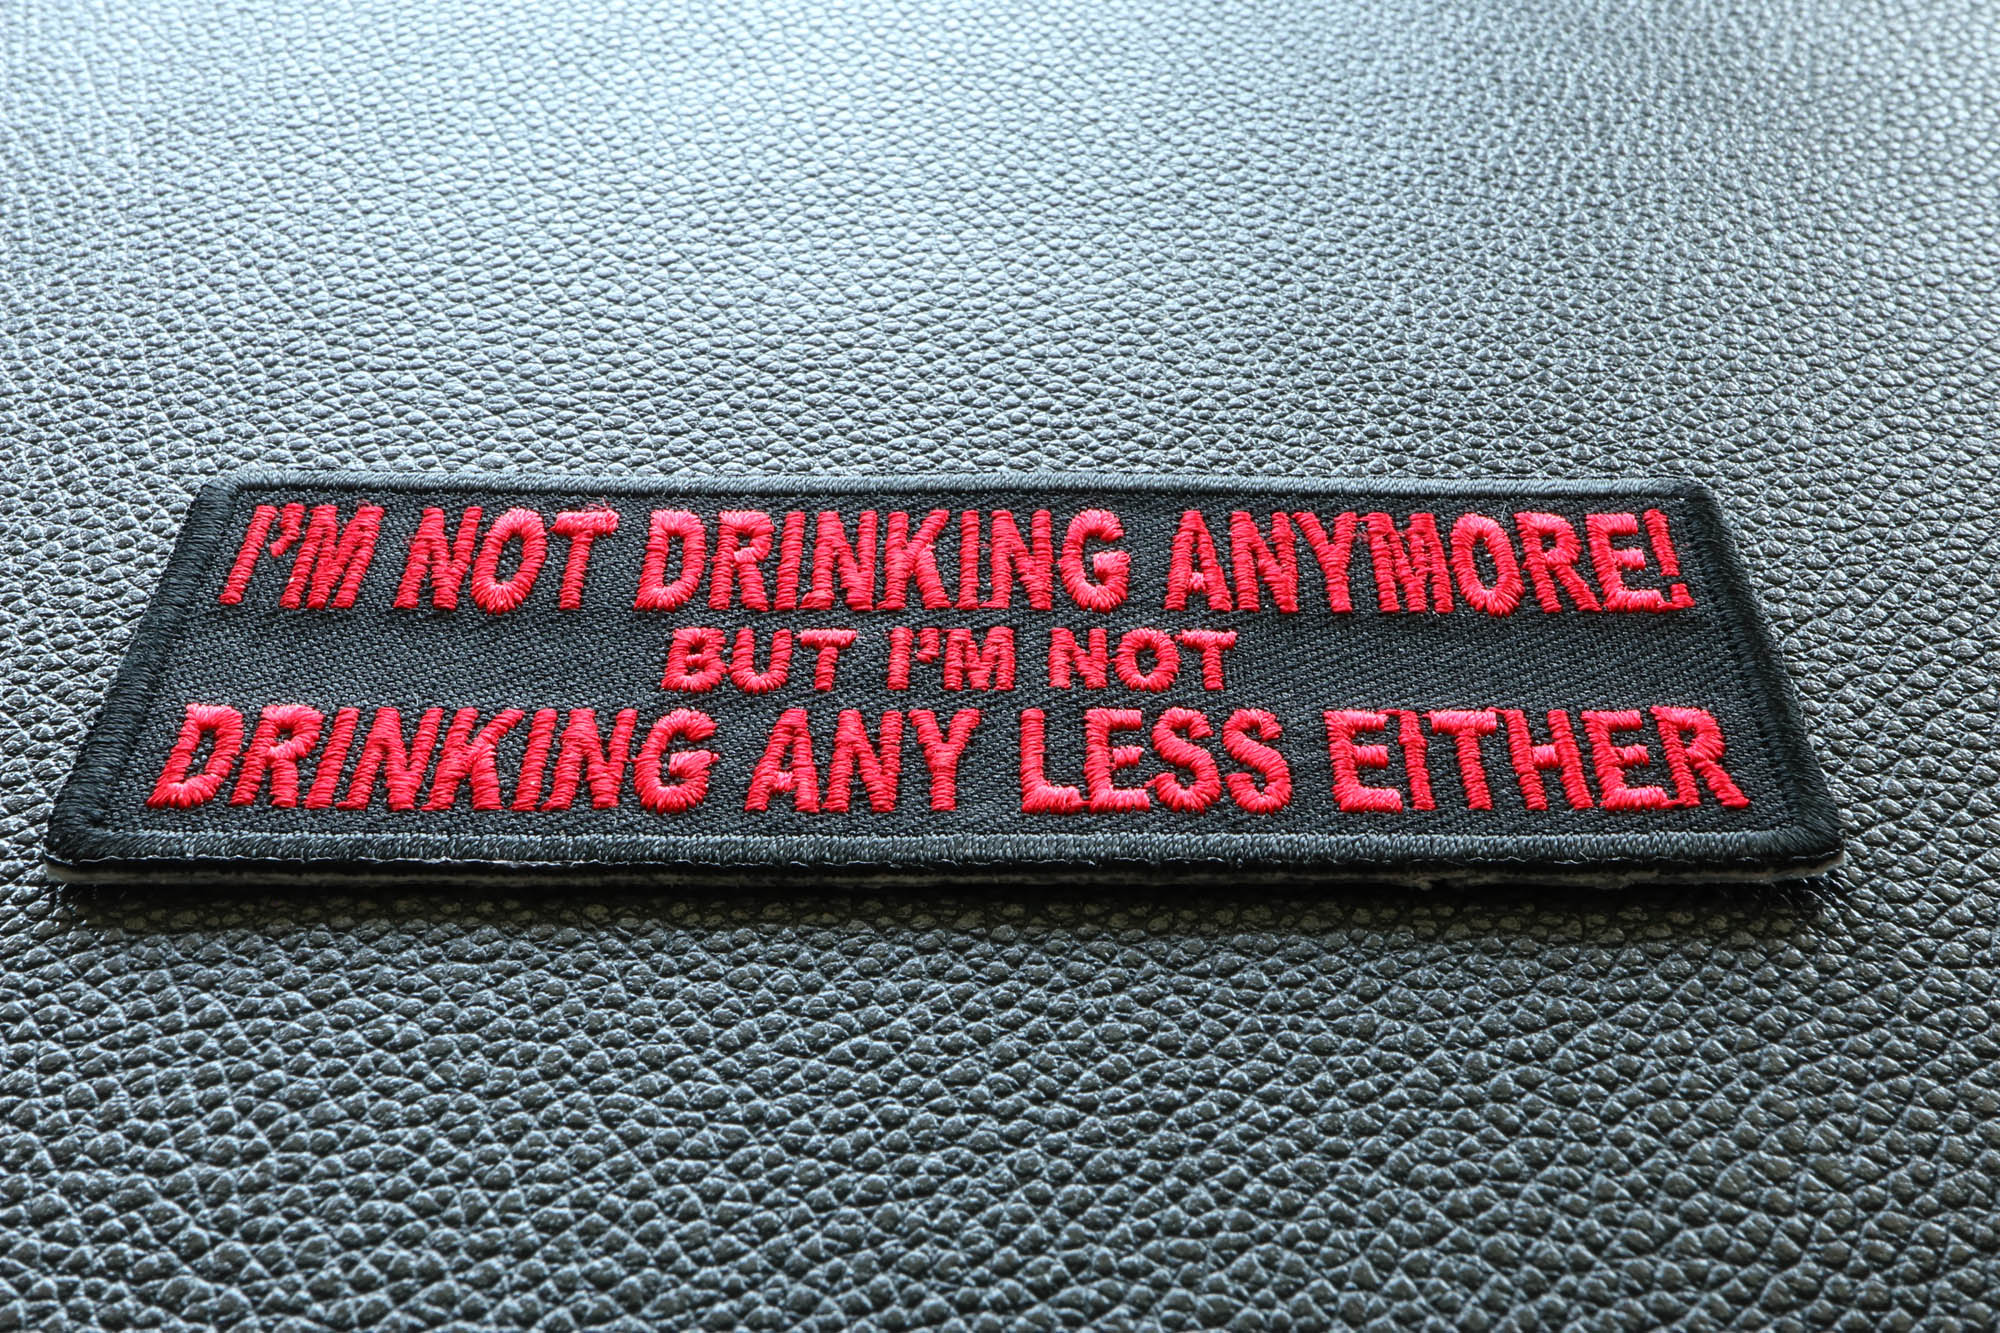 I'M NOT DRINKING ANYMORE!
BUT I'M NOT
DRINKING ANY LESS EITHER